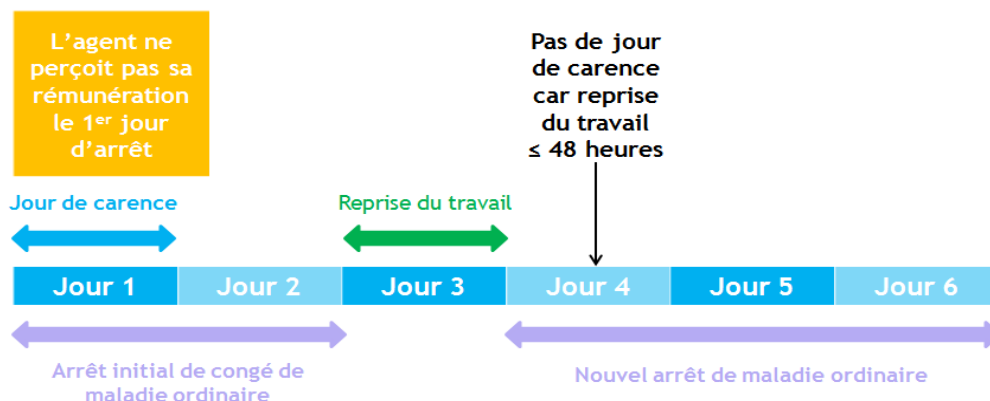 L’agent ne
perçoit pas sa
rémunération
le 1er jour
d’arrêt
Pas de jour
de carence
car reprise
du travail
≤ 48 heures
Jour de carence
Reprise du travail
Jour 1
Jour 2
Jour 3
Jour 4
Jour 5
Jour 6
Arrêt initial de congé de
maladie ordinaire
Nouvel arrêt de maladie ordinaire